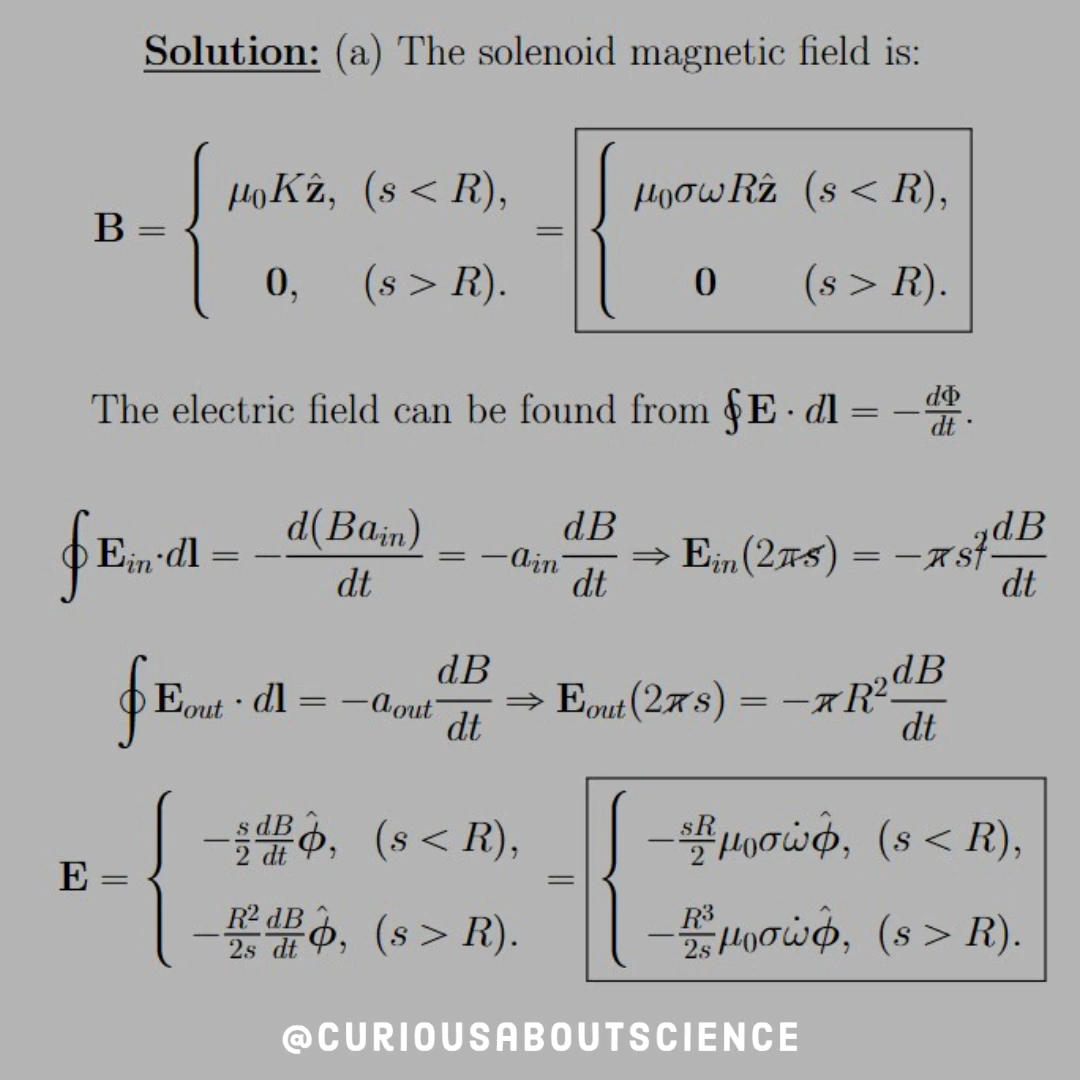 Solution: (a) The solenoid magnetic field is:
B = { μ₀Kẑ, (s < R), 0, (s > R). = { μ₀σωRẑ (s < R), 0 (s > R).
The electric field can be found from ∮E · dl = −dΦ/dt.
∮E_in·dl = −d(Ba_in)/dt = −a_in dB/dt ⇒ E_in(2πs) = −πs² dB/dt
∮E_out · dl = −a_out dB/dt ⇒ E_out(2πs) = −πR² dB/dt
E = { −s/2 dB/dt ϕ̂, (s < R), −R²/2s dB/dt ϕ̂, (s > R). = { −sR/2 μ₀σω̇ϕ̂, (s < R), −R³/2s μ₀σω̇ϕ̂, (s > R).
@CURIOUSABOUTSCIENCE